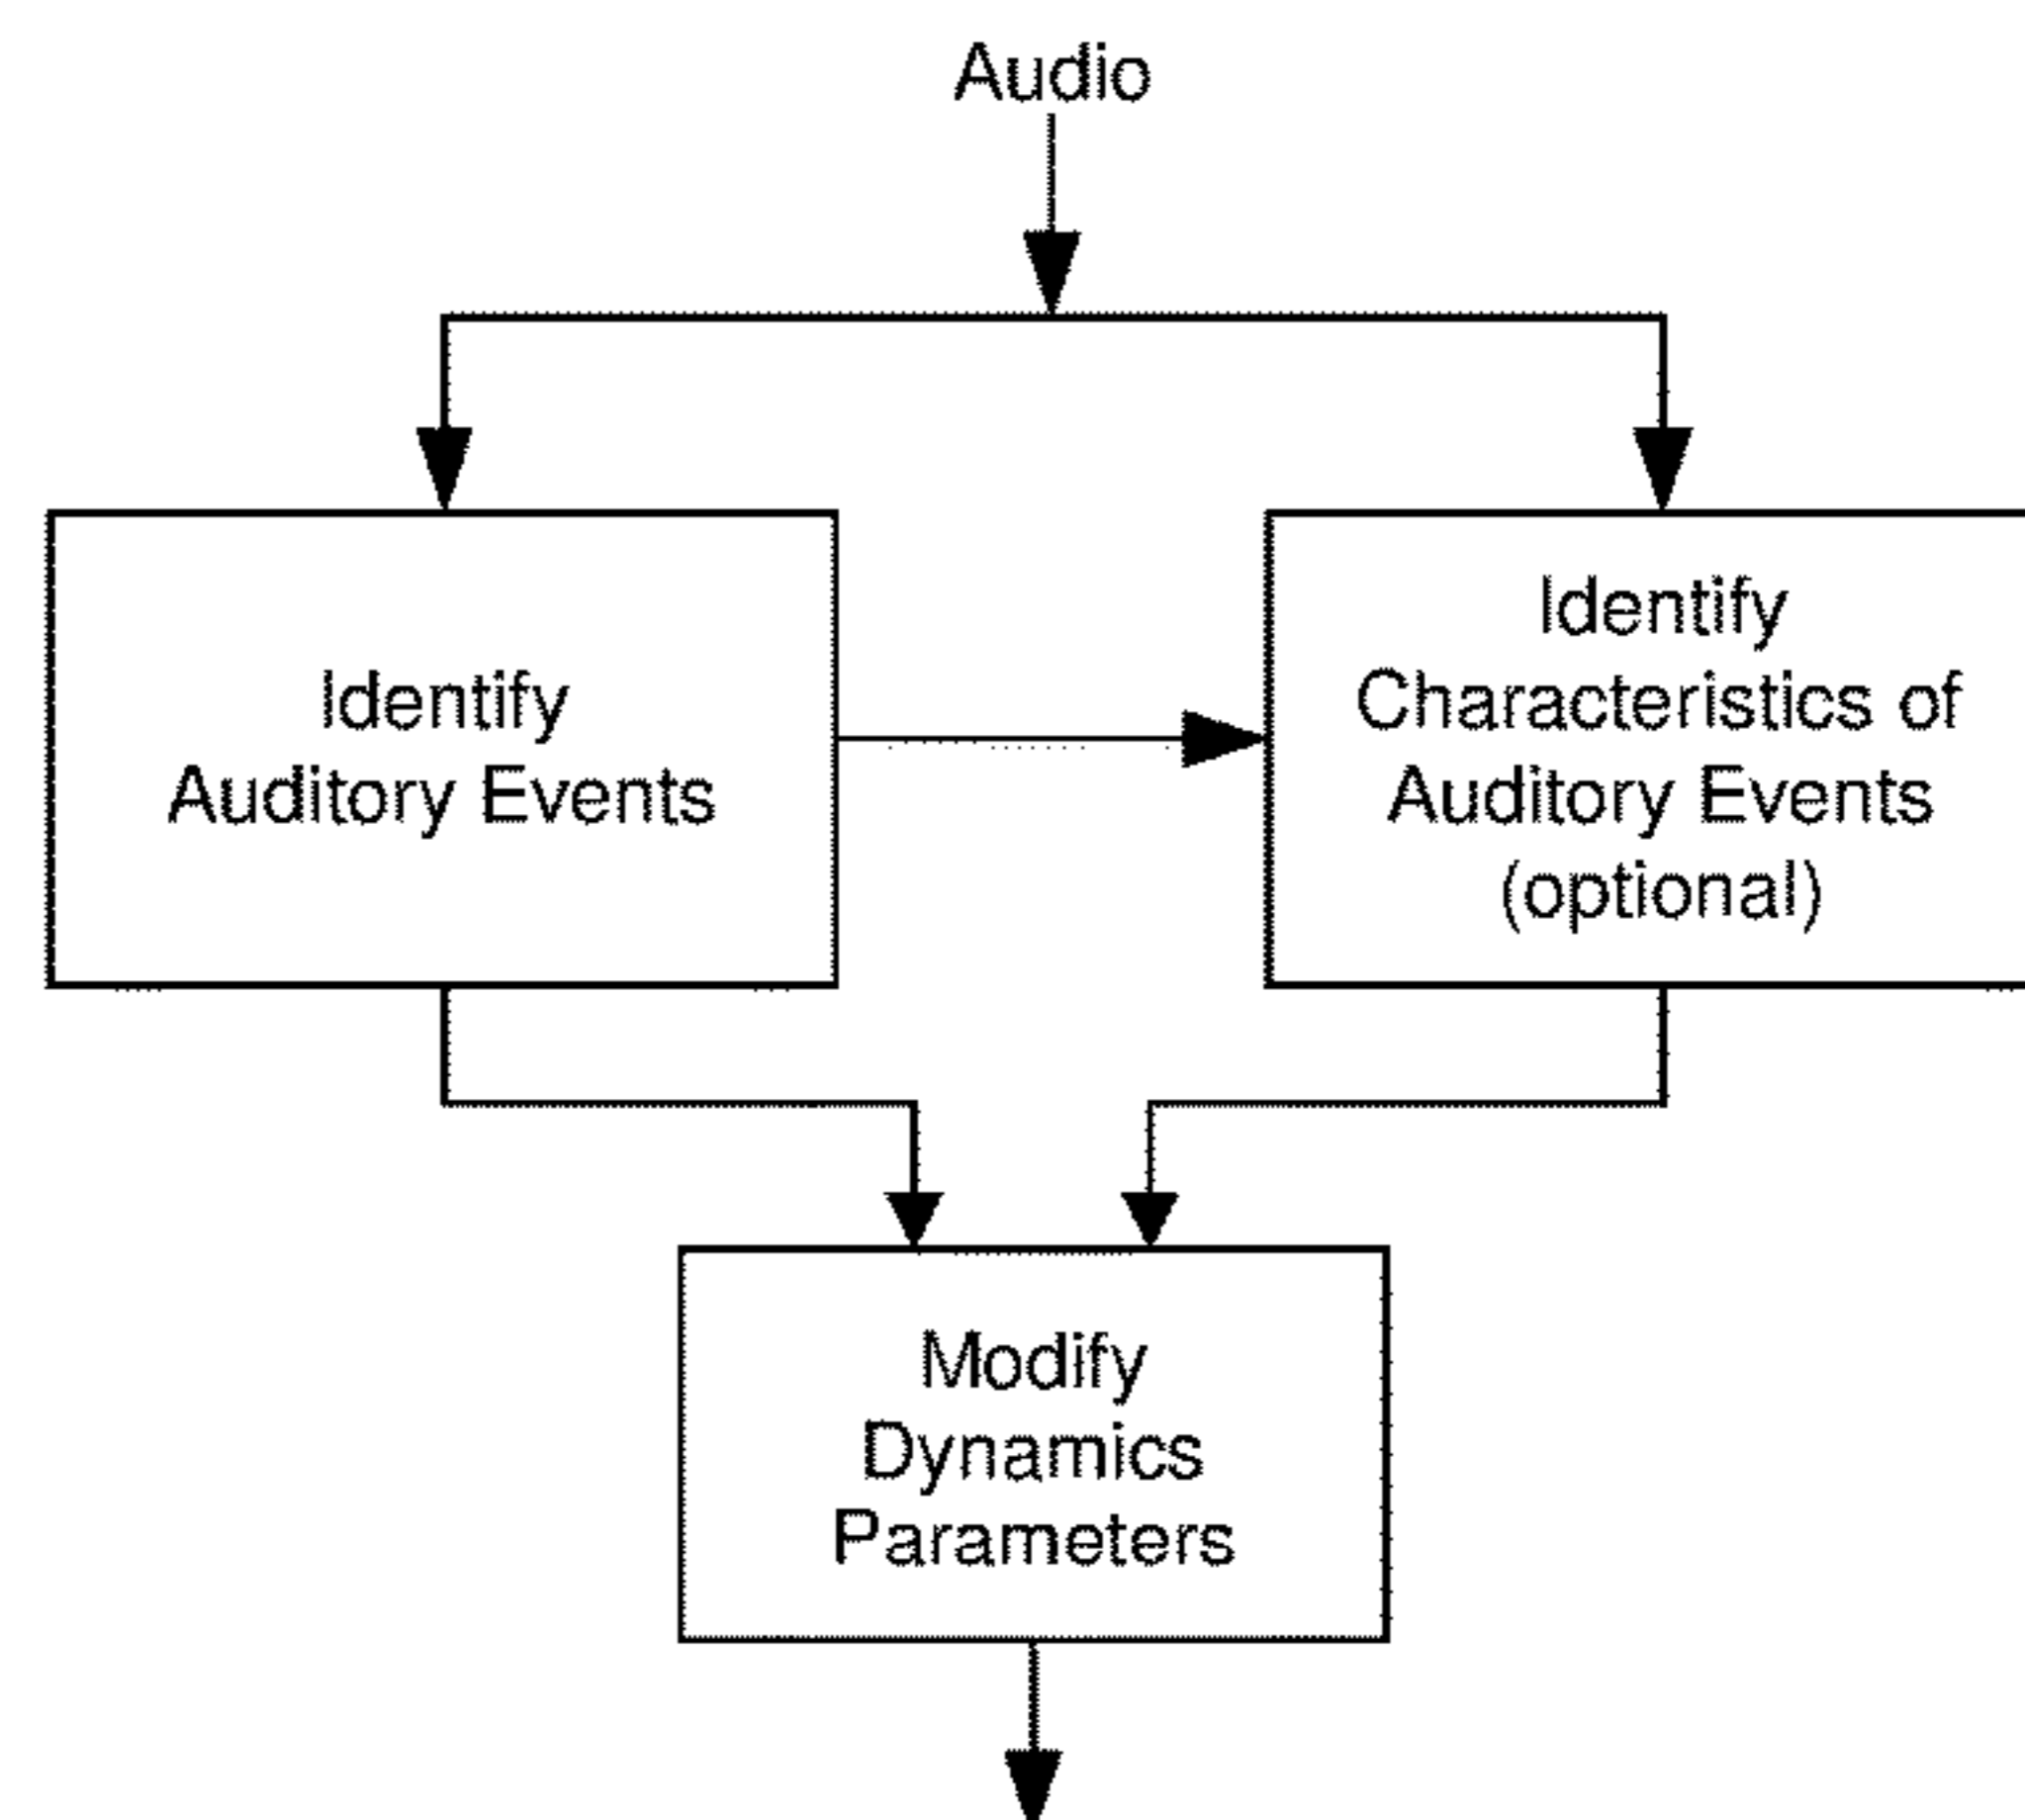 Audio
Identify
Auditory Events
Identify
Characteristics of
Auditory Events
(optional)
Modify
Dynamics
Parameters